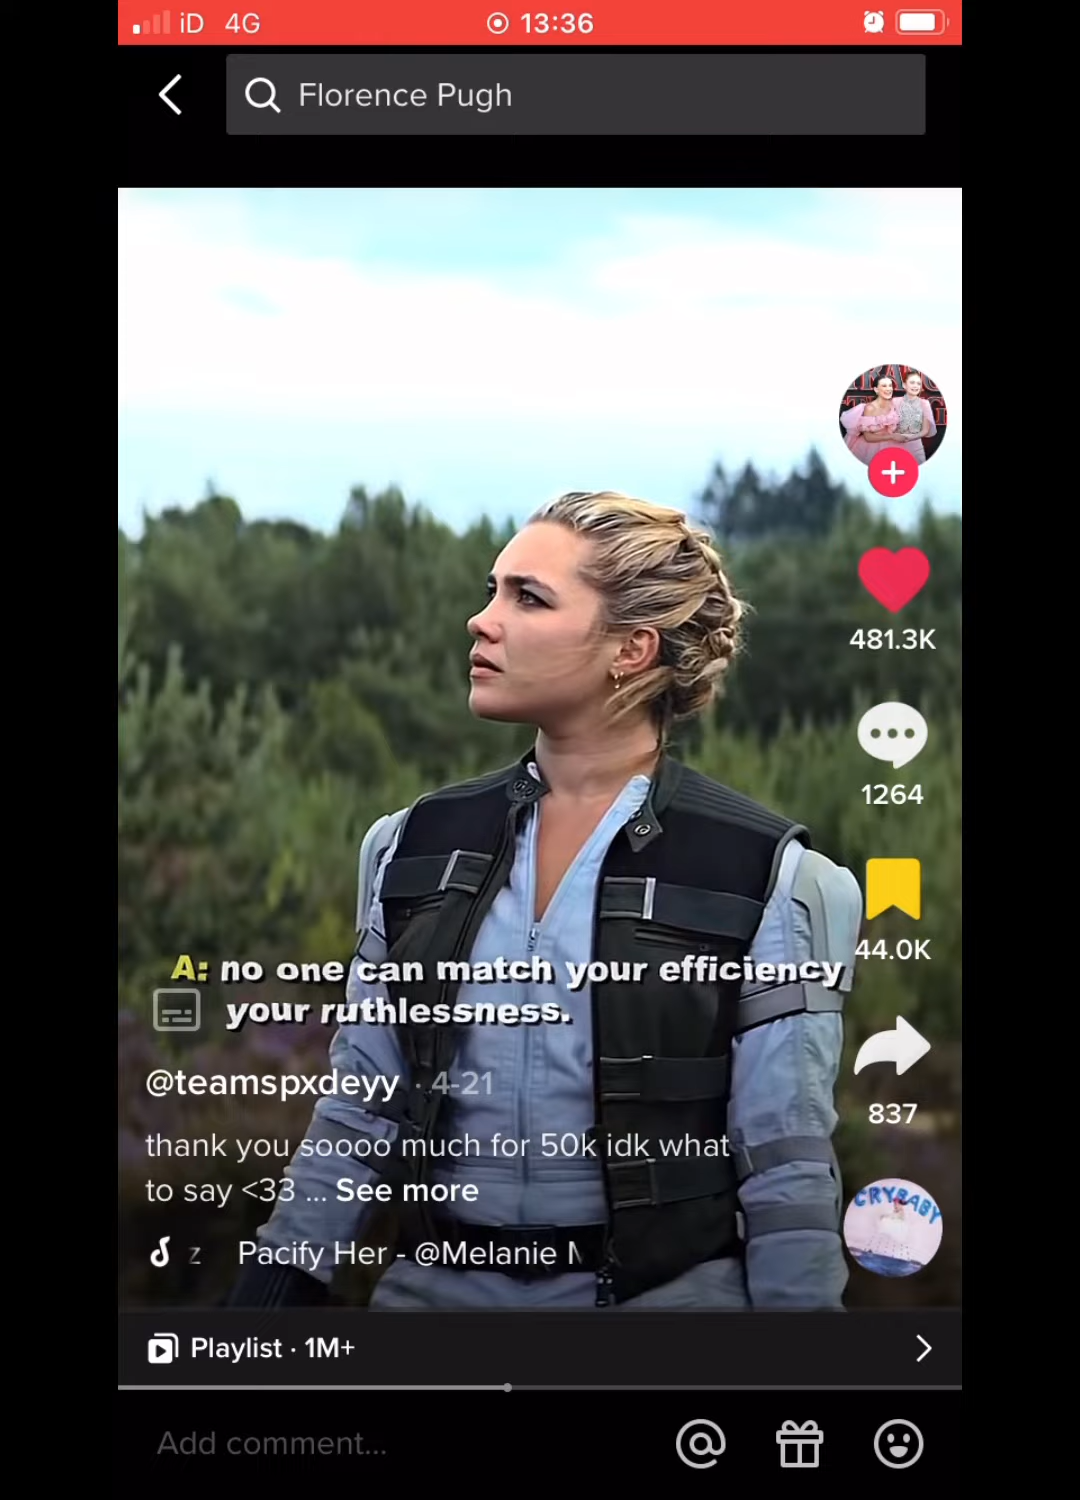 iD 4G 13:36
Florence Pugh
481.3K
1264
A: no one can match your efficiency
44.0K
your ruthlessness.
@teamspxdeyy · 4-21
837
thank you soooo much for 50k idk what
to say <33 ... See more
CRYBABY
z Pacify Her - @Melanie M
Playlist · 1M+
Add comment...